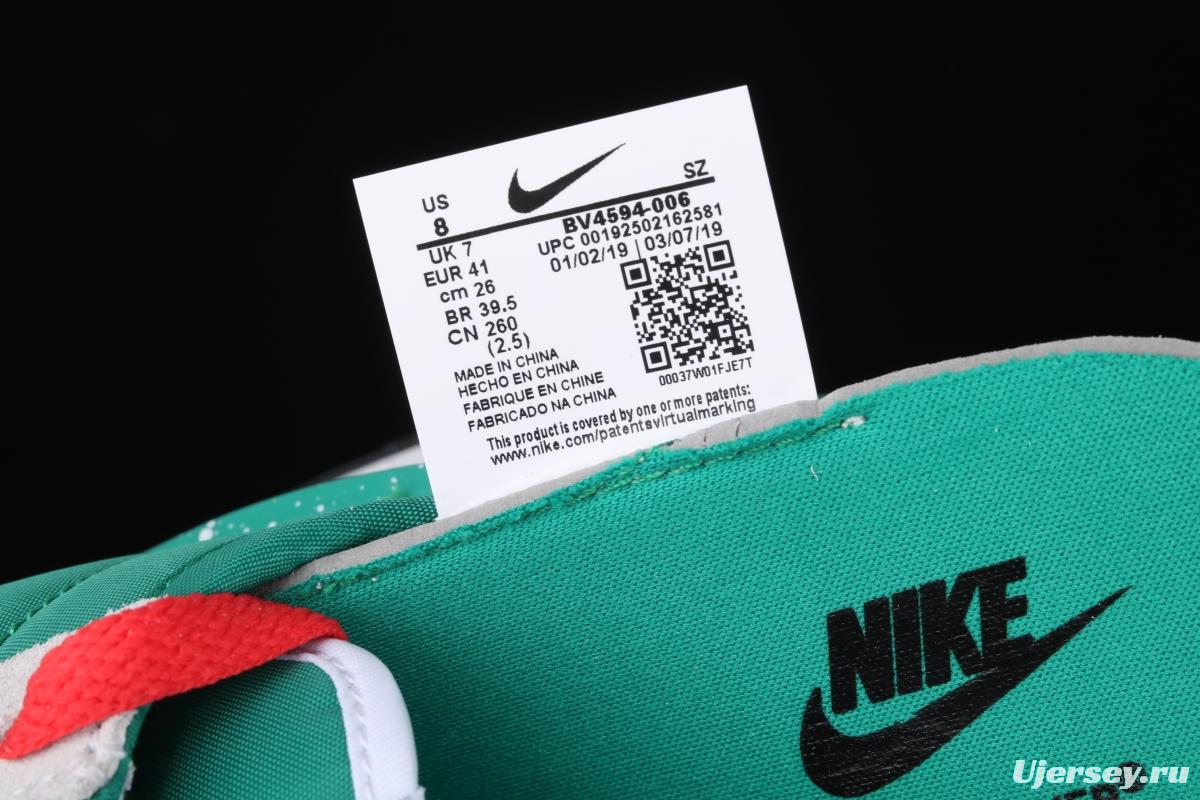 US
8
SZ
BV4594-006
UPC 00192502162581
01/02/19 | 03/07/19
UK 7
EUR 41
cm 26
BR 39.5
CN 260
(2.5)
MADE IN CHINA
HECHO EN CHINA
FABRIQUE EN CHINE
FABRICADO NA CHINA
00037W01FJE7T
This product is covered by one or more patents:
www.nike.com/patentsvirtualmarking
NIKE
Ujersey.ru